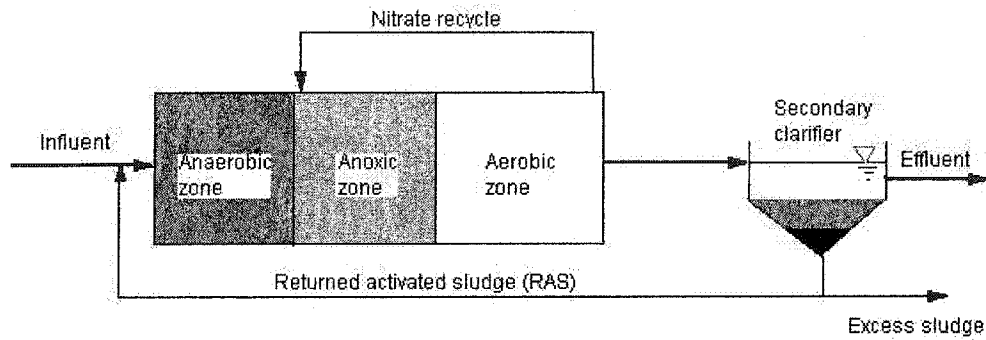 Nitrate recycle
Influent
Anaerobic
zone
Anoxic
zone
Aerobic
zone
Secondary
clarifier
Effluent
Returned activated sludge (RAS)
Excess sludge